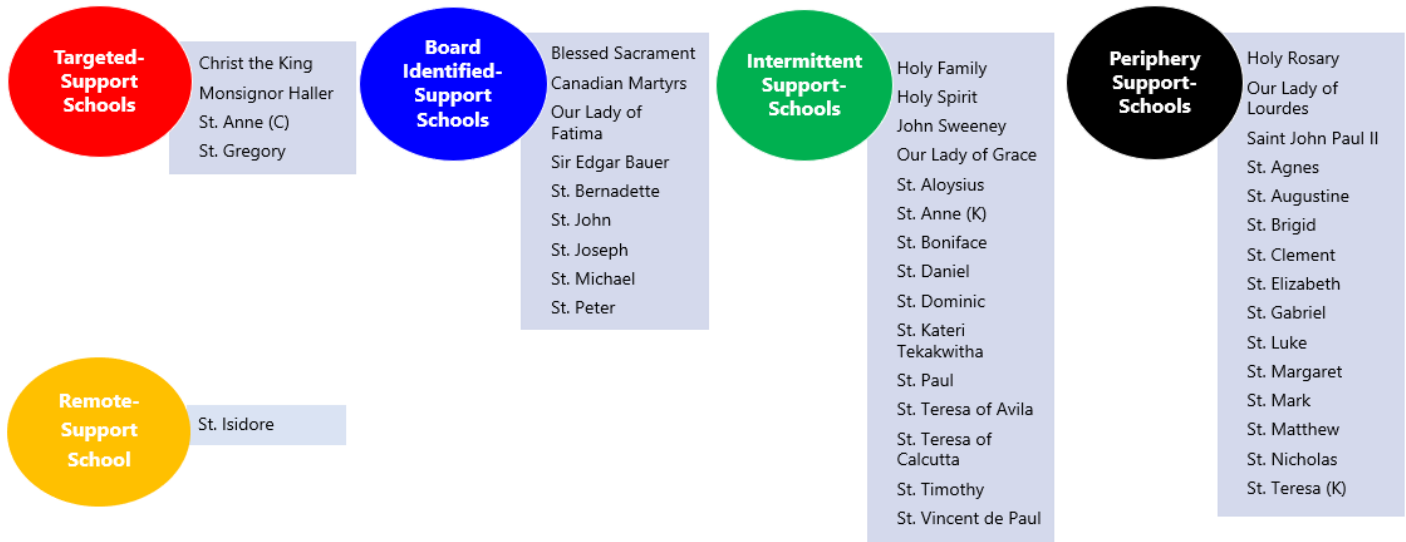 Targeted-
Support
Schools
Christ the King
Monsignor Haller
St. Anne (C)
St. Gregory
Board
Identified-
Support
Schools
Blessed Sacrament
Canadian Martyrs
Our Lady of
Fatima
Sir Edgar Bauer
St. Bernadette
St. John
St. Joseph
St. Michael
St. Peter
Intermittent
Support-
Schools
Holy Family
Holy Spirit
John Sweeney
Our Lady of Grace
St. Aloysius
St. Anne (K)
St. Boniface
St. Daniel
St. Dominic
St. Kateri
Tekakwitha
St. Paul
St. Teresa of Avila
St. Teresa of
Calcutta
St. Timothy
St. Vincent de Paul
Periphery
Support-
Schools
Holy Rosary
Our Lady of
Lourdes
Saint John Paul II
St. Agnes
St. Augustine
St. Brigid
St. Clement
St. Elizabeth
St. Gabriel
St. Luke
St. Margaret
St. Mark
St. Matthew
St. Nicholas
St. Teresa (K)
Remote-
Support
School
St. Isidore